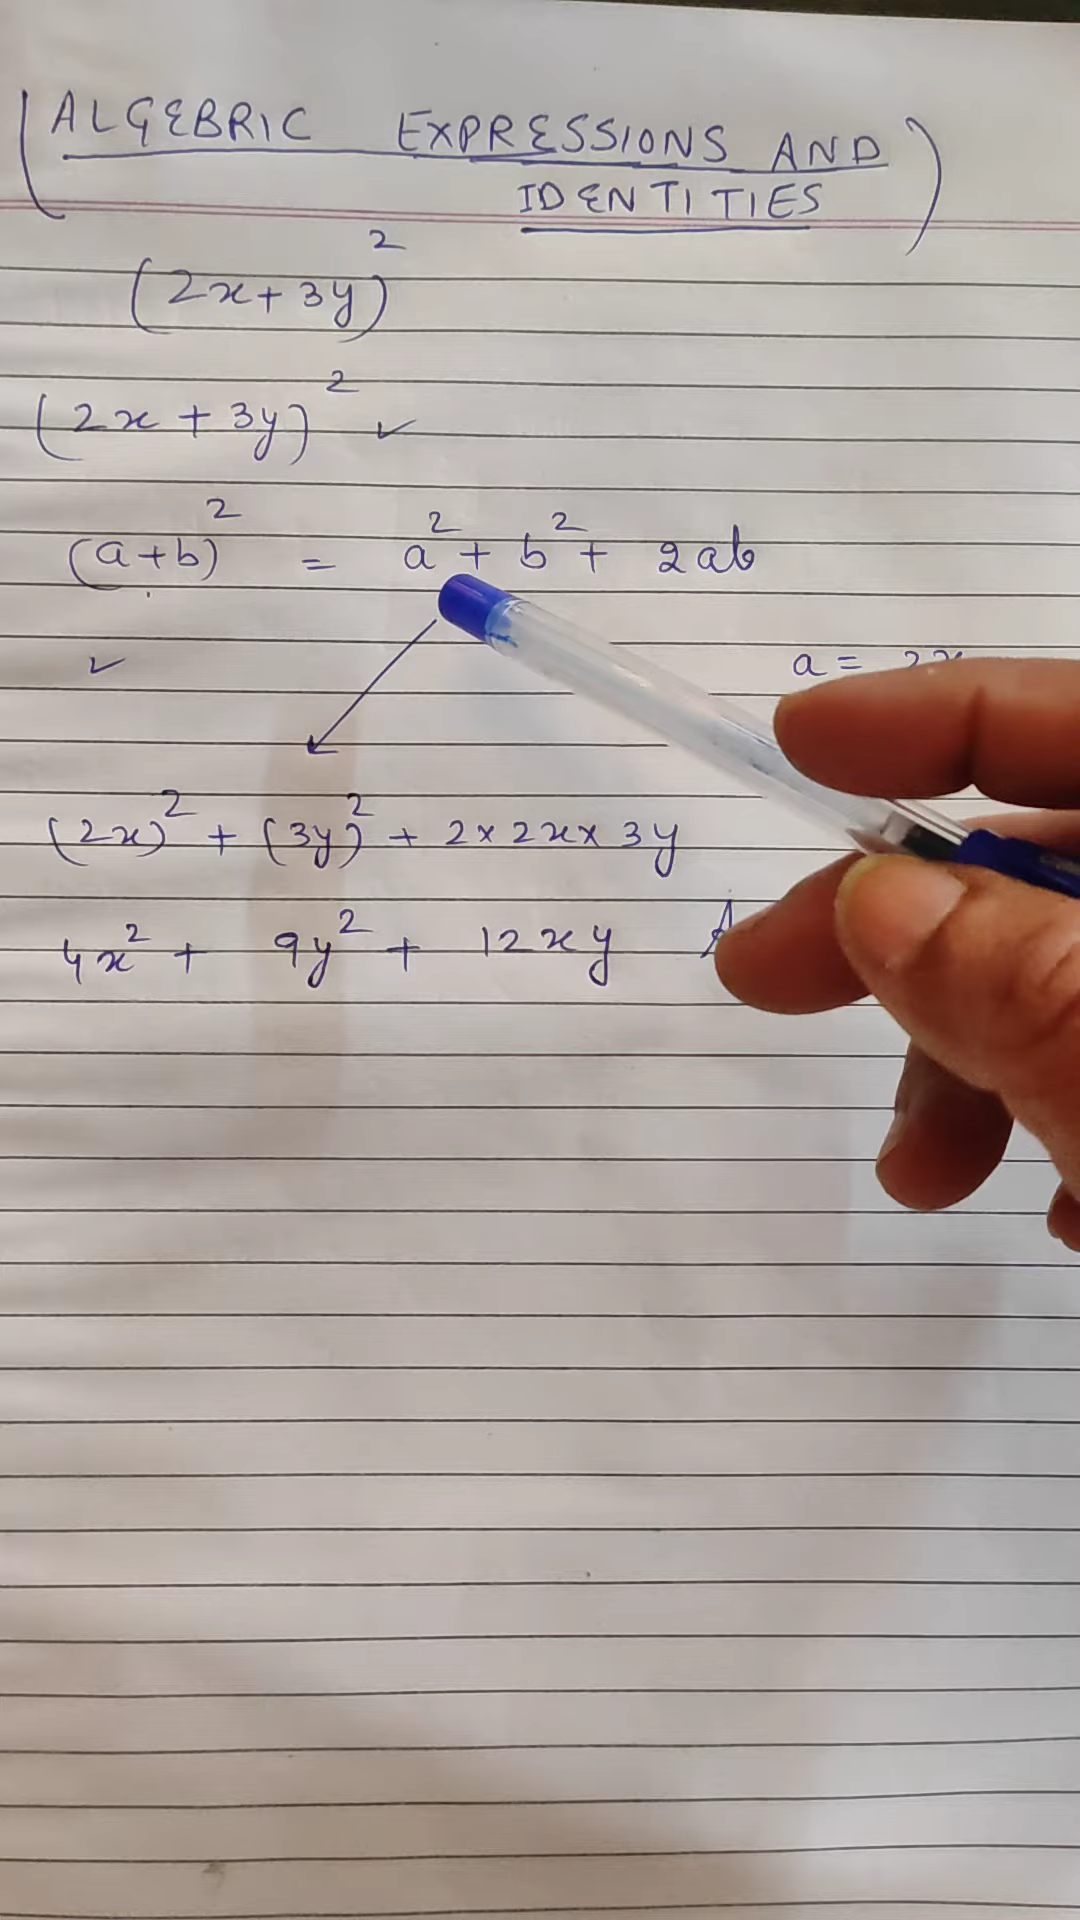 (ALGEBRIC EXPRESSIONS AND
IDENTITIES)
(2x+3y)²
(2x + 3y)² ✓
(a+b)² = a² + b² + 2ab
✓ a =
(2x)² + (3y)² + 2 × 2x × 3y
4x² + 9y² + 12xy